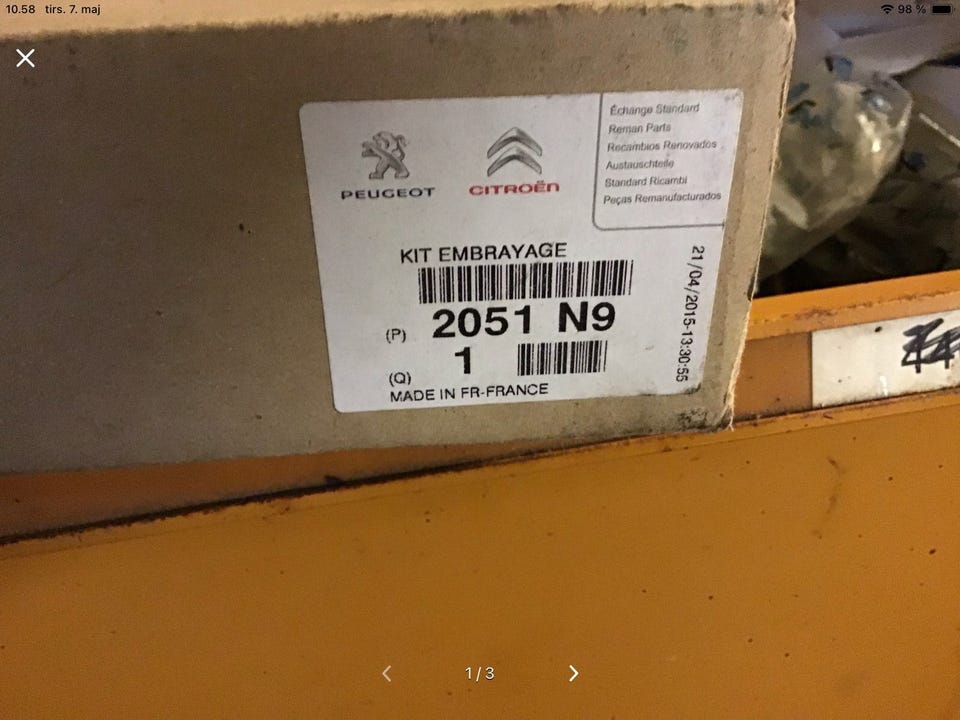 10.58 tirs. 7. maj
98 %
PEUGEOT
CITROËN
Échange Standard
Reman Parts
Recambios Renovados
Austauschteile
Standard Ricambi
Peças Remanufacturados
KIT EMBRAYAGE
(P) 2051 N9
(Q) 1
MADE IN FR-FRANCE
21/04/2015-13:30:56
1/3